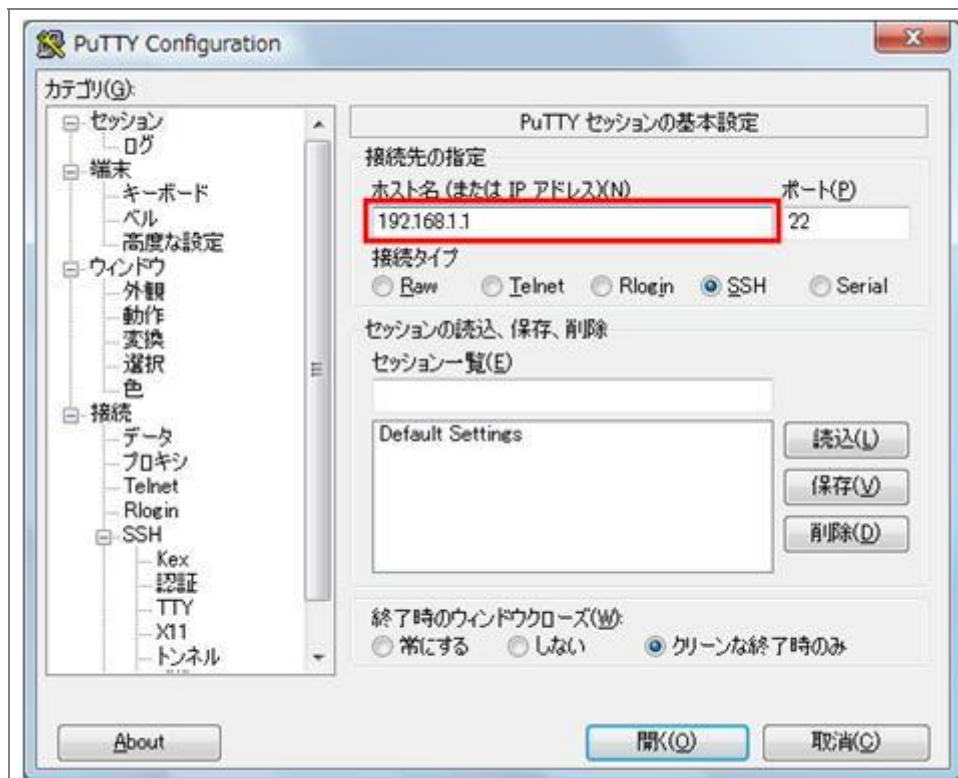 PuTTY Configuration
カテゴリ(G):
セッション
ログ
端末
キーボード
ベル
高度な設定
ウィンドウ
外観
動作
変換
選択
色
接続
データ
プロキシ
Telnet
Rlogin
SSH
Kex
認証
TTY
X11
トンネル
PuTTY セッションの基本設定
接続先の指定
ホスト名 (または IP アドレス)(N) ポート(P)
192.168.1.1 22
接続タイプ
Raw Telnet Rlogin SSH Serial
セッションの読込、保存、削除
セッション一覧(E)
Default Settings
読込(L)
保存(V)
削除(D)
終了時のウィンドウクローズ(W):
常にする しない クリーンな終了時のみ
About 開く(O) 取消(C)